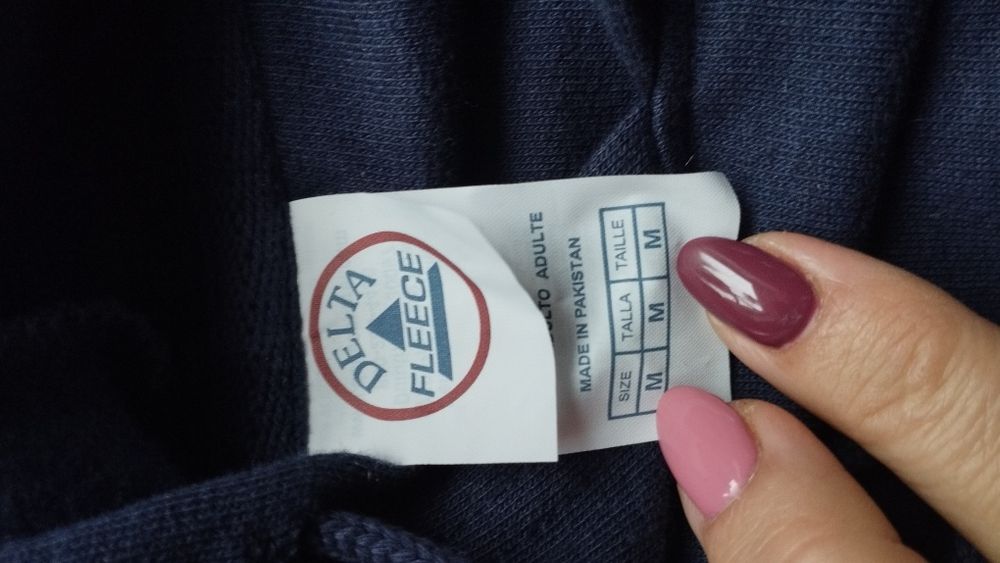 DELTA
FLEECE
ADULTE
MADE IN PAKISTAN
SIZE TALLA TAILLE
M M M